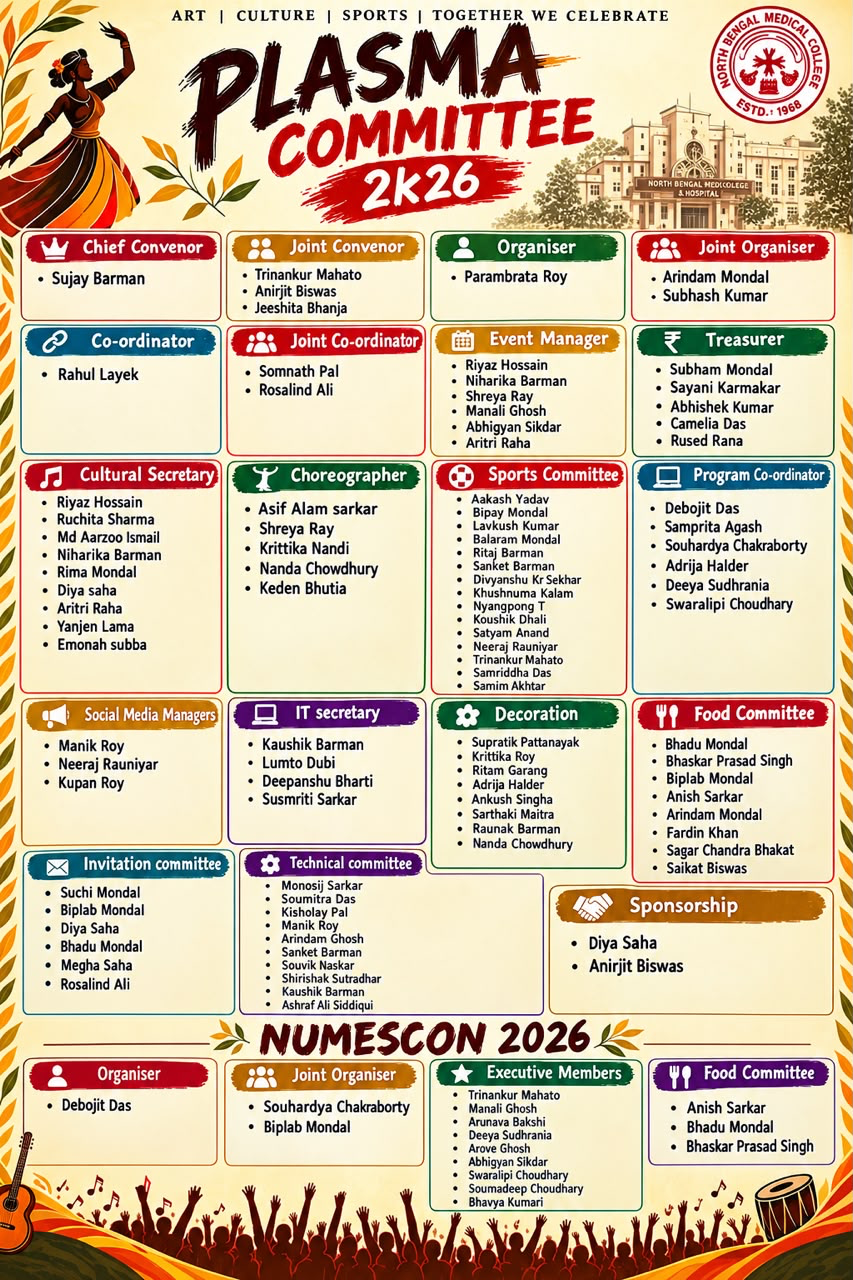 ART | CULTURE | SPORTS | TOGETHER WE CELEBRATE
PLASMA
COMMITTEE
2K26
NORTH BENGAL MEDICAL COLLEGE
ESTD.: 1968
NORTH BENGAL MEDICOLLEGE
& HOSPITAL
Chief Convenor
• Sujay Barman
Joint Convenor
• Trinankur Mahato
• Anirjit Biswas
• Jeeshita Bhanja
Organiser
• Parambrata Roy
Joint Organiser
• Arindam Mondal
• Subhash Kumar
Co-ordinator
• Rahul Layek
Joint Co-ordinator
• Somnath Pal
• Rosalind Ali
Event Manager
• Riyaz Hossain
• Niharika Barman
• Shreya Ray
• Manali Ghosh
• Abhigyan Sikdar
• Aritri Raha
₹ Treasurer
• Subham Mondal
• Sayani Karmakar
• Abhishek Kumar
• Camelia Das
• Rused Rana
Cultural Secretary
• Riyaz Hossain
• Ruchita Sharma
• Md Aarzoo Ismail
• Niharika Barman
• Rima Mondal
• Diya saha
• Aritri Raha
• Yanjen Lama
• Emonah subba
Choreographer
• Asif Alam sarkar
• Shreya Ray
• Krittika Nandi
• Nanda Chowdhury
• Keden Bhutia
Sports Committee
• Aakash Yadav
• Bipay Mondal
• Lavkush Kumar
• Balaram Mondal
• Ritaj Barman
• Sanket Barman
• Divyanshu Kr Sekhar
• Khushnuma Kalam
• Nyangpong T
• Koushik Dhali
• Satyam Anand
• Neeraj Rauniyar
• Trinankur Mahato
• Samriddha Das
• Samim Akhtar
Program Co-ordinator
• Debojit Das
• Samprita Agash
• Souhardya Chakraborty
• Adrija Halder
• Deeya Sudhrania
• Swaralipi Choudhary
Social Media Managers
• Manik Roy
• Neeraj Rauniyar
• Kupan Roy
IT secretary
• Kaushik Barman
• Lumto Dubi
• Deepanshu Bharti
• Susmriti Sarkar
Decoration
• Supratik Pattanayak
• Krittika Roy
• Ritam Garang
• Adrija Halder
• Ankush Singha
• Sarthaki Maitra
• Raunak Barman
• Nanda Chowdhury
Food Committee
• Bhadu Mondal
• Bhaskar Prasad Singh
• Biplab Mondal
• Anish Sarkar
• Arindam Mondal
• Fardin Khan
• Sagar Chandra Bhakat
• Saikat Biswas
Invitation committee
• Suchi Mondal
• Biplab Mondal
• Diya Saha
• Bhadu Mondal
• Megha Saha
• Rosalind Ali
Technical committee
• Monosij Sarkar
• Soumitra Das
• Kisholay Pal
• Manik Roy
• Arindam Ghosh
• Sanket Barman
• Souvik Naskar
• Shirishak Sutradhar
• Kaushik Barman
• Ashraf Ali Siddiqui
Sponsorship
• Diya Saha
• Anirjit Biswas
NUMESCON 2026
Organiser
• Debojit Das
Joint Organiser
• Souhardya Chakraborty
• Biplab Mondal
Executive Members
• Trinankur Mahato
• Manali Ghosh
• Arunava Bakshi
• Deeya Sudhrania
• Arove Ghosh
• Abhigyan Sikdar
• Swaralipi Choudhary
• Soumadeep Choudhary
• Bhavya Kumari
Food Committee
• Anish Sarkar
• Bhadu Mondal
• Bhaskar Prasad Singh